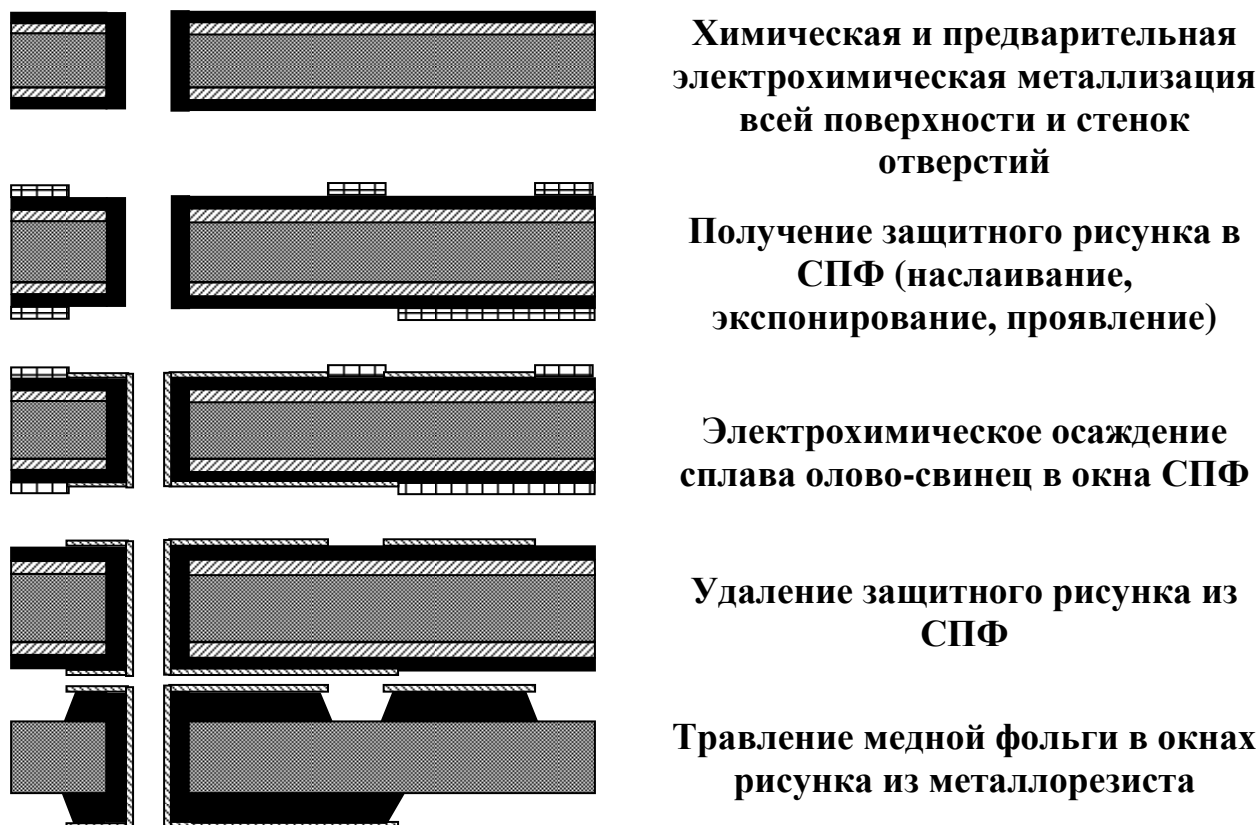 Химическая и предварительная
электрохимическая металлизация
всей поверхности и стенок
отверстий
Получение защитного рисунка в
СПФ (наслаивание,
экспонирование, проявление)
Электрохимическое осаждение
сплава олово-свинец в окна СПФ
Удаление защитного рисунка из
СПФ
Травление медной фольги в окнах
рисунка из металлорезиста